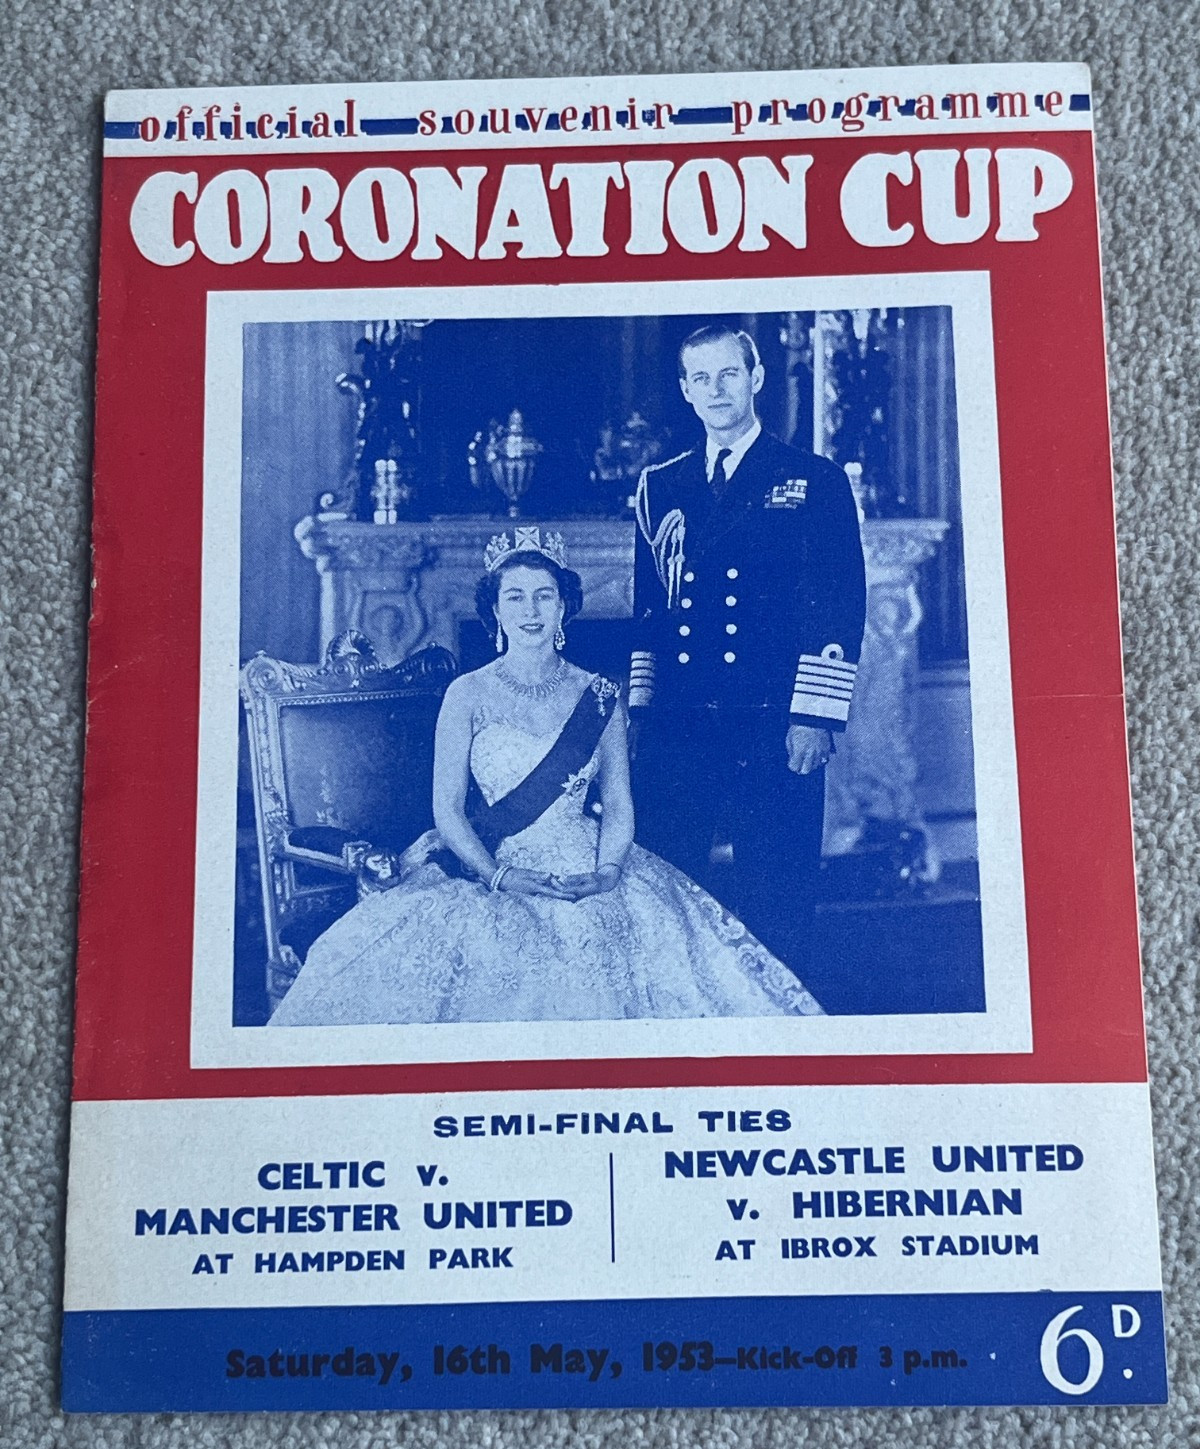 official souvenir programme
CORONATION CUP
SEMI-FINAL TIES
CELTIC v.
MANCHESTER UNITED
AT HAMPDEN PARK
NEWCASTLE UNITED
v. HIBERNIAN
AT IBROX STADIUM
Saturday, 16th May, 1953—Kick-Off 3 p.m.
6D.